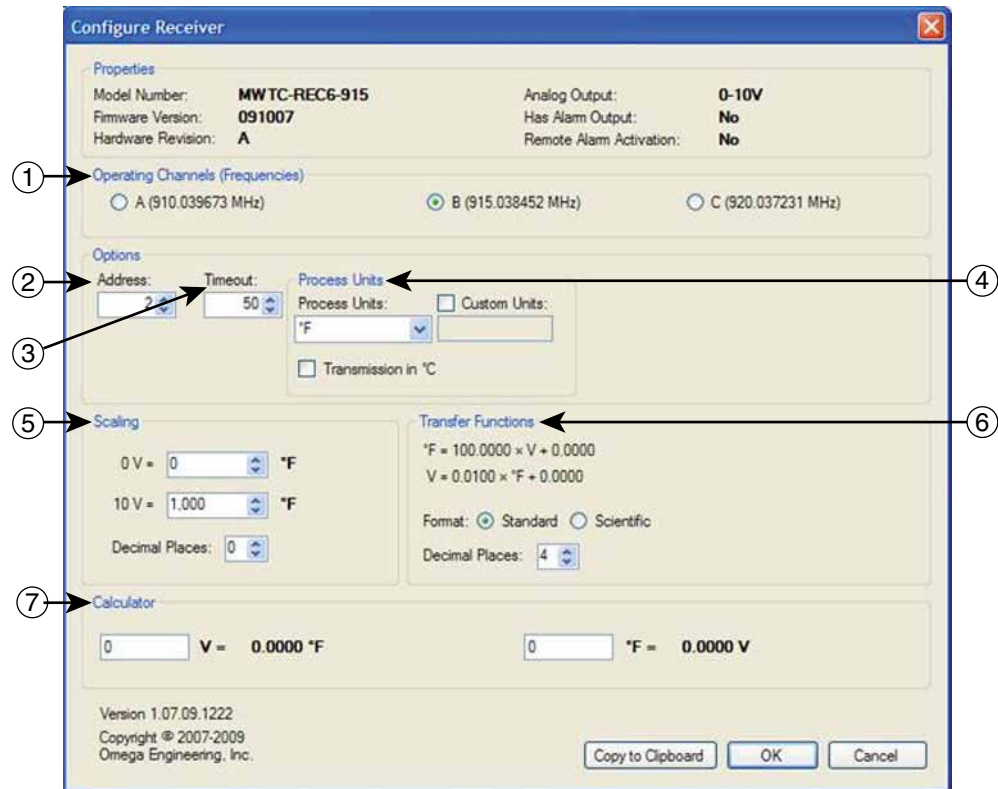 Configure Receiver
Properties
Model Number: MWTC-REC6-915 Analog Output: 0-10V
Firmware Version: 091007 Has Alarm Output: No
Hardware Revision: A Remote Alarm Activation: No
1 Operating Channels (Frequencies)
A (910.039673 MHz) B (915.038452 MHz) C (920.037231 MHz)
Options
2 Address: Timeout: Process Units 4
2 50 Process Units: Custom Units:
3 °F
Transmission in °C
5 Scaling Transfer Functions 6
°F = 100.0000 × V + 0.0000
0 V = 0 °F V = 0.0100 × °F + 0.0000
10 V = 1,000 °F
Format: Standard Scientific
Decimal Places: 0 Decimal Places: 4
7 Calculator
0 V = 0.0000 °F 0 °F = 0.0000 V
Version 1.07.09.1222
Copyright © 2007-2009
Omega Engineering, Inc.
Copy to Clipboard OK Cancel